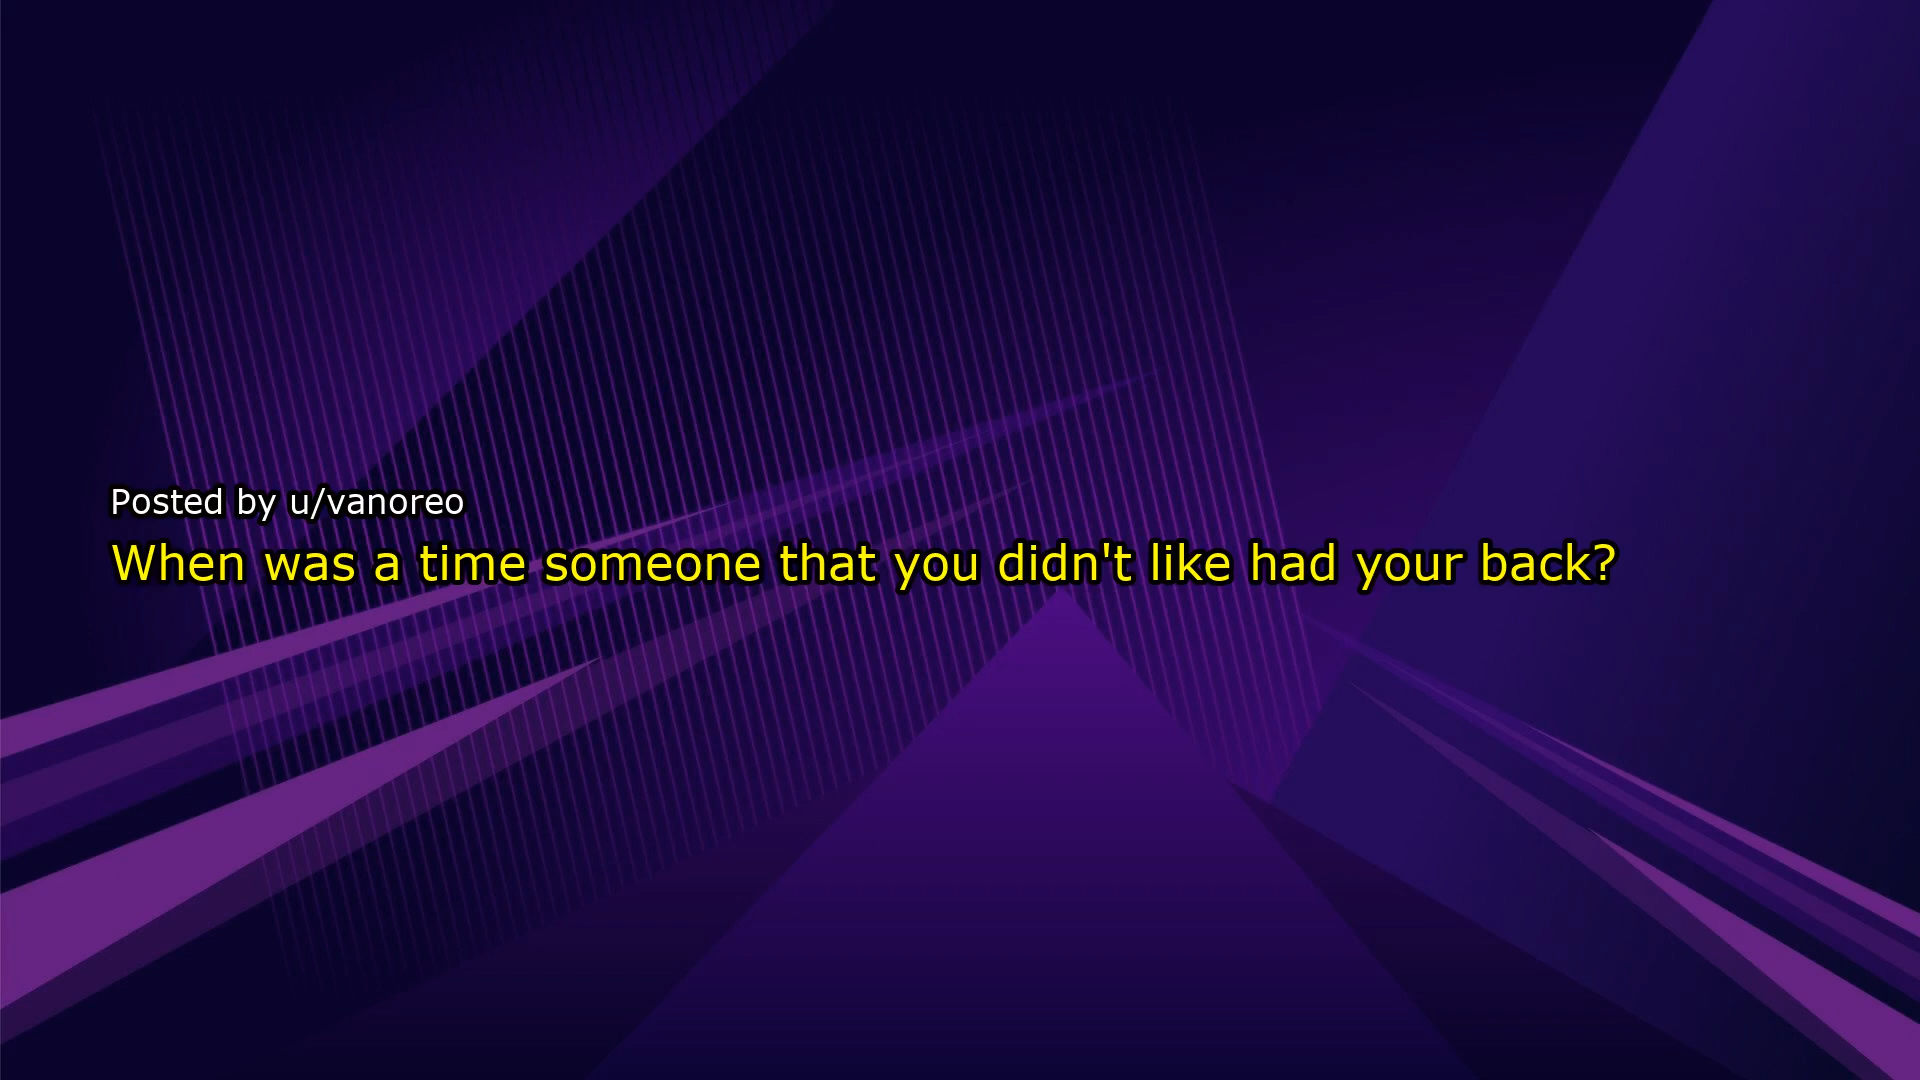 Posted by u/vanoreo
When was a time someone that you didn't like had your back?